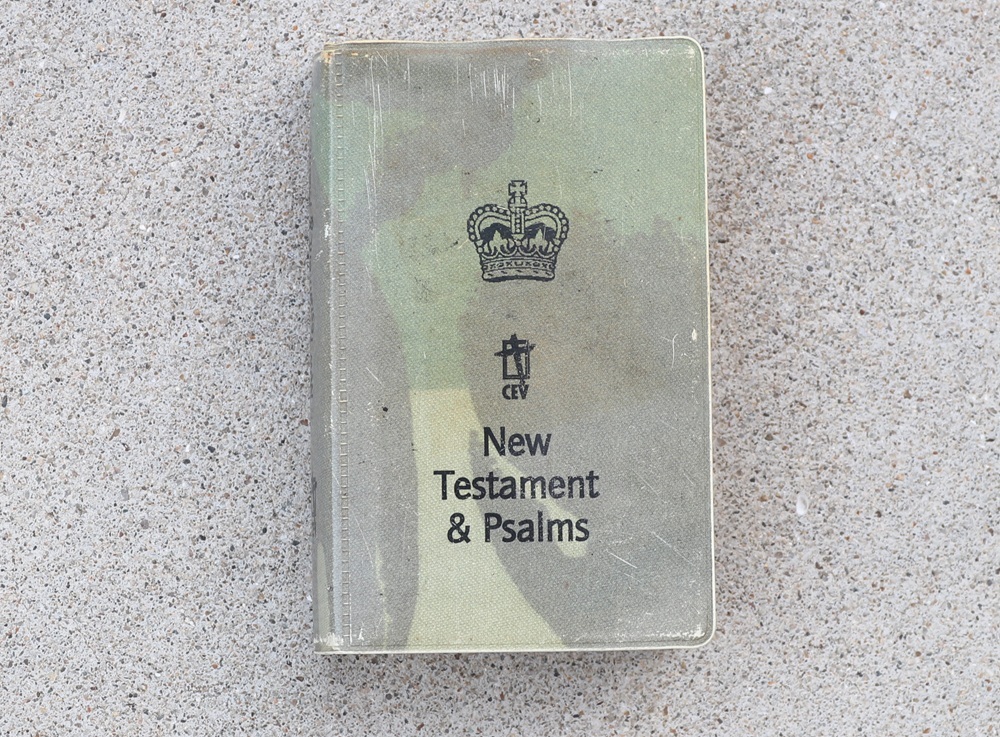 CEV
New
Testament
& Psalms